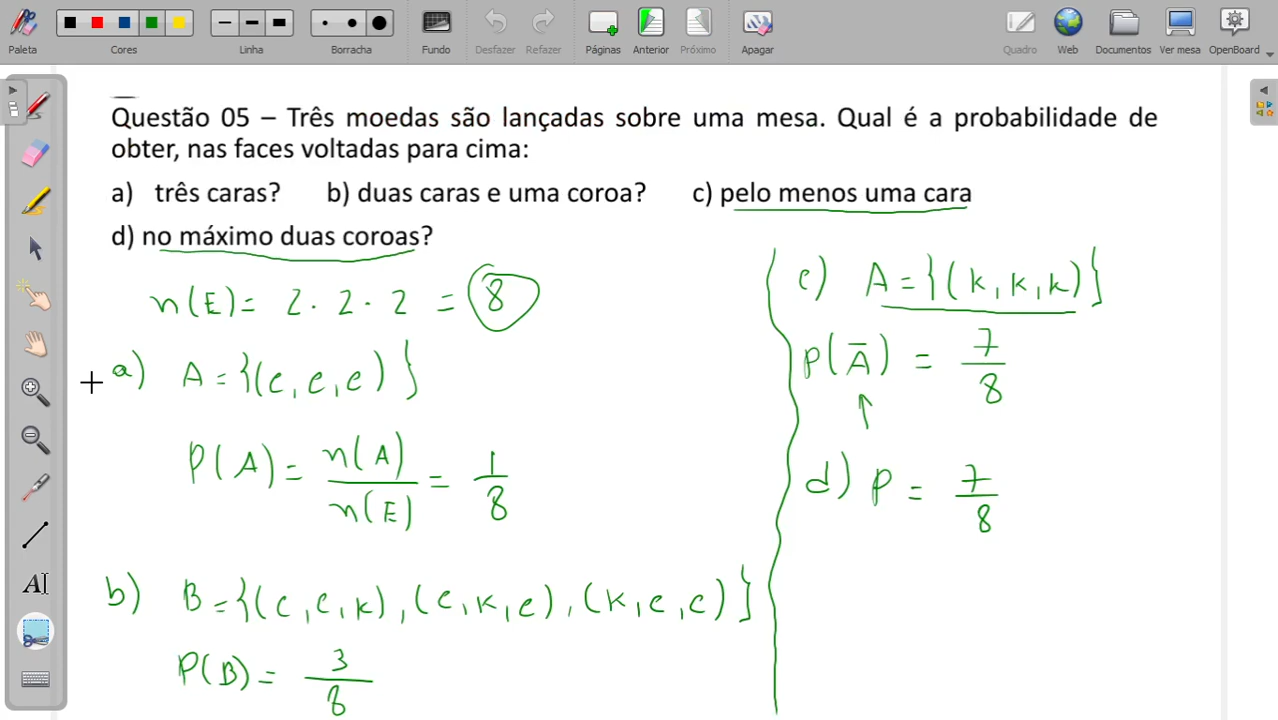 Paleta Cores Linha Borracha Fundo Desfazer Refazer Páginas Anterior Próximo Apagar Quadro Web Documentos Ver mesa OpenBoard
Questão 05 – Três moedas são lançadas sobre uma mesa. Qual é a probabilidade de
obter, nas faces voltadas para cima:
a) três caras? b) duas caras e uma coroa? c) pelo menos uma cara
d) no máximo duas coroas?
n(E) = 2 · 2 · 2 = 8
a) A = {(c, c, c)}
P(A) = n(A)/n(E) = 1/8
b) B = {(c, c, k), (c, k, c), (k, c, c)}
P(B) = 3/8
c) A = {(k, k, k)}
P(Ā) = 7/8
d) P = 7/8